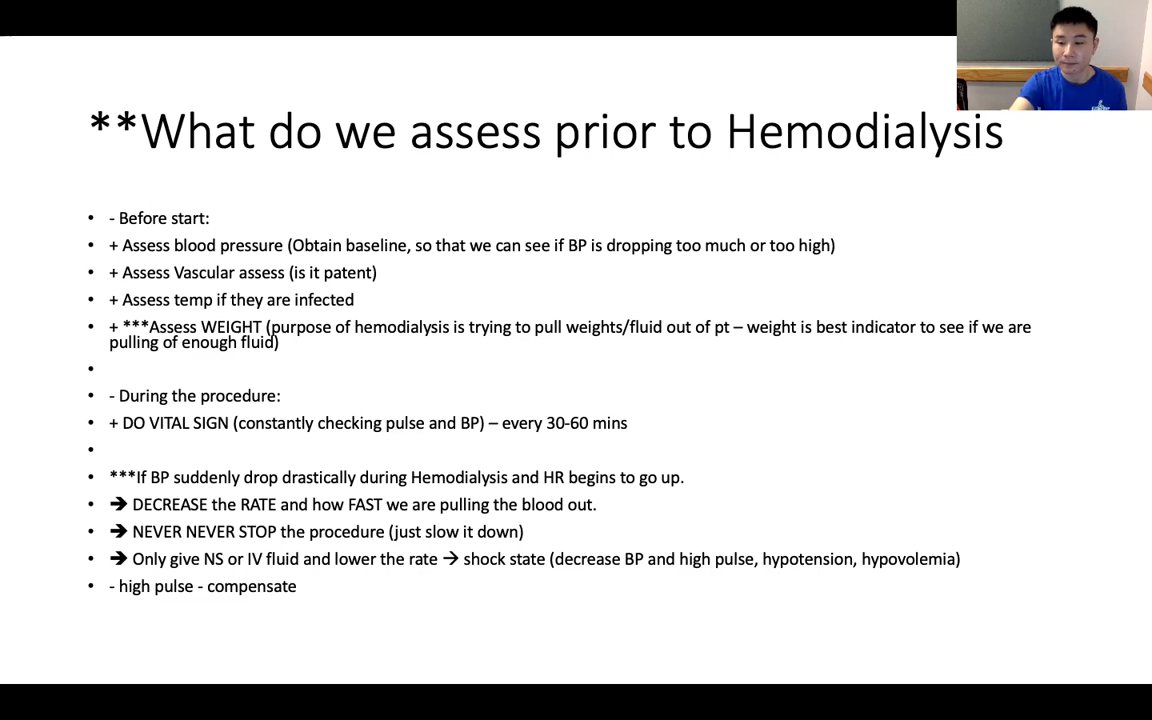 **What do we assess prior to Hemodialysis
• - Before start:
• + Assess blood pressure (Obtain baseline, so that we can see if BP is dropping too much or too high)
• + Assess Vascular assess (is it patent)
• + Assess temp if they are infected
• + ***Assess WEIGHT (purpose of hemodialysis is trying to pull weights/fluid out of pt – weight is best indicator to see if we are
pulling of enough fluid)
•
• - During the procedure:
• + DO VITAL SIGN (constantly checking pulse and BP) – every 30-60 mins
•
• ***If BP suddenly drop drastically during Hemodialysis and HR begins to go up.
• ➔ DECREASE the RATE and how FAST we are pulling the blood out.
• ➔ NEVER NEVER STOP the procedure (just slow it down)
• ➔ Only give NS or IV fluid and lower the rate → shock state (decrease BP and high pulse, hypotension, hypovolemia)
• - high pulse - compensate